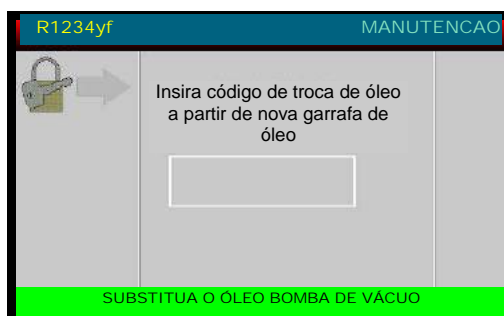 R1234yf MANUTENCAO
Insira código de troca de óleo
a partir de nova garrafa de
óleo
SUBSTITUA O ÓLEO BOMBA DE VÁCUO